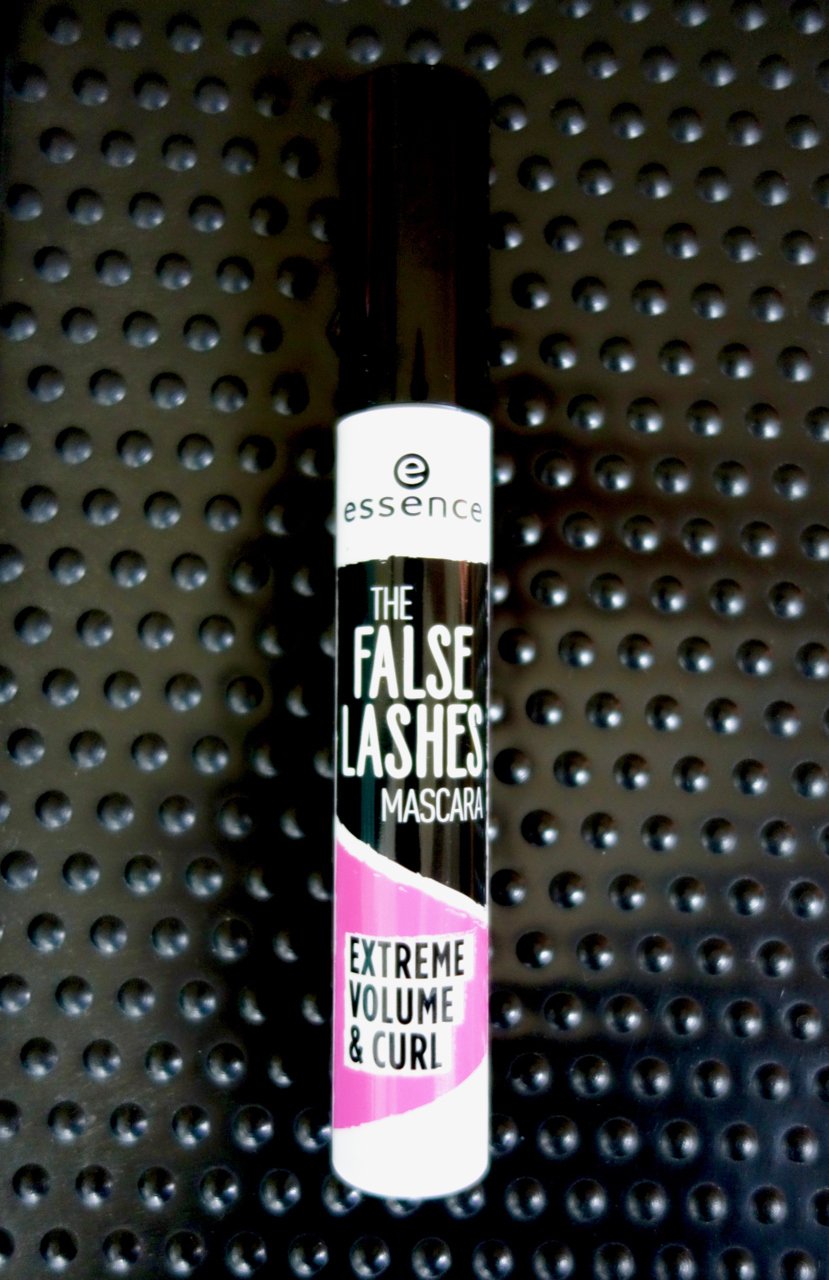 e
essence
THE
FALSE
LASHES
MASCARA
EXTREME
VOLUME
& CURL